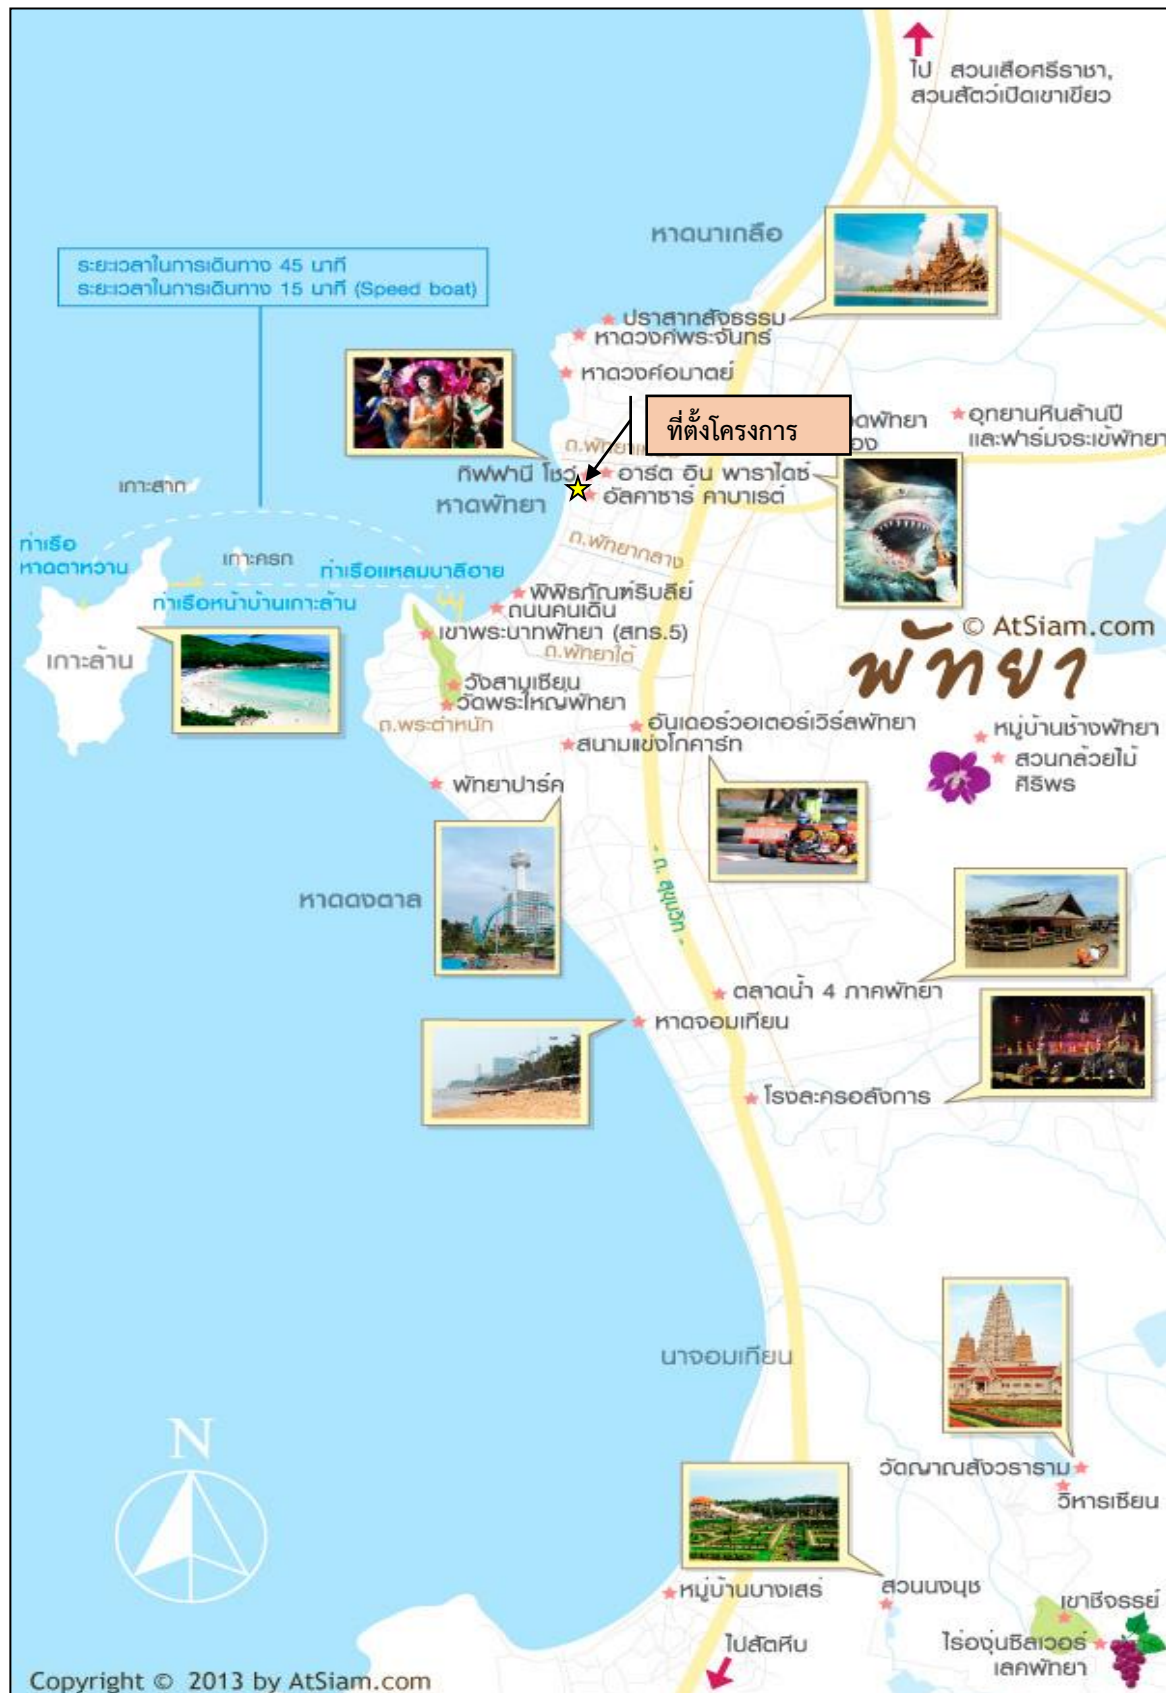 ไป สวนเสือศรีราชา,
สวนสัตว์เปิดเขาเขียว
หาดนาเกลือ
ระยะเวลาในการเดินทาง 45 นาที
ระยะเวลาในการเดินทาง 15 นาที (Speed boat)
ปราสาทสัจธรรม
หาดวงศ์พระจันทร์
หาดวงศ์อมาตย์
ที่ตั้งโครงการ
อุทยานหินล้านปี
และฟาร์มจระเข้พัทยา
ทิฟฟานี โชว์
อาร์ต อิน พาราไดซ์
อัลคาซาร์ คาบาเรต์
หาดพัทยา
เกาะสาก
ถ.พัทยากลาง
ท่าเรือ
หาดตาหวาน
เกาะครก
ท่าเรือแหลมบาลีฮาย
ท่าเรือหน้าบ้านเกาะล้าน
พิพิธภัณฑ์ริบลีย์
ถนนคนเดิน
เขาพระบาทพัทยา (สทร.5)
ถ.พัทยาใต้
© AtSiam.com
พัทยา
เกาะล้าน
วังสามเซียน
วัดพระใหญ่พัทยา
ถ.พระตำหนัก
อันเดอร์วอเตอร์เวิร์ลพัทยา
สนามแข่งโกคาร์ท
หมู่บ้านช้างพัทยา
สวนกล้วยไม้
ศิริพร
พัทยาปาร์ค
- ถ. สุขุมวิท -
หาดดงตาล
ตลาดน้ำ 4 ภาคพัทยา
หาดจอมเทียน
โรงละครอลังการ
นาจอมเทียน
N
วัดญาณสังวราราม
วิหารเซียน
หมู่บ้านบางเสร่
สวนนงนุช
เขาชีจรรย์
ไร่องุ่นซิลเวอร์
เลคพัทยา
ไปสัตหีบ
Copyright © 2013 by AtSiam.com